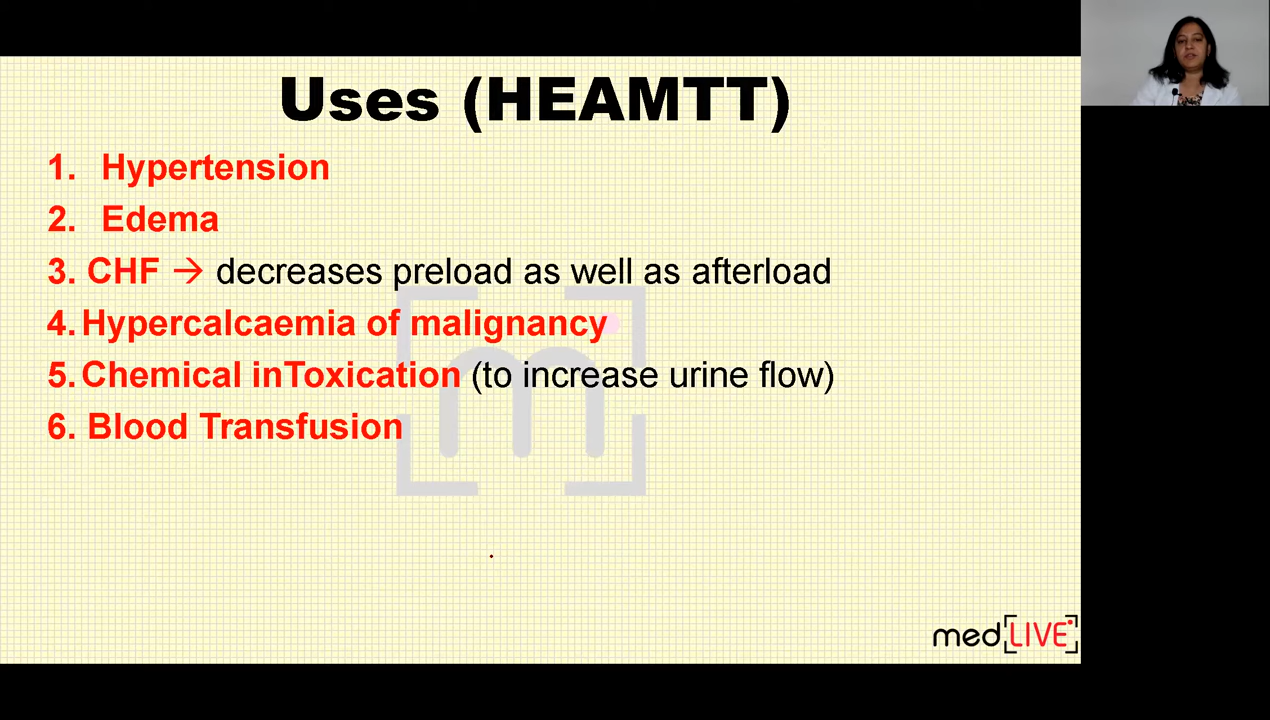 Uses (HEAMTT)
1. Hypertension
2. Edema
3. CHF → decreases preload as well as afterload
4. Hypercalcaemia of malignancy
5. Chemical inToxication (to increase urine flow)
6. Blood Transfusion
m
med LIVE